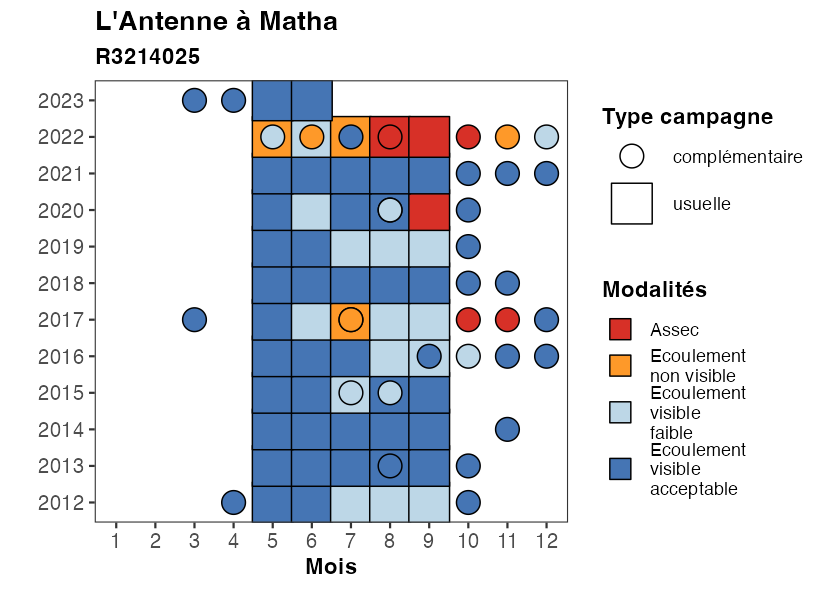 L'Antenne à Matha
R3214025
2023
2022
2021
2020
2019
2018
2017
2016
2015
2014
2013
2012
1 2 3 4 5 6 7 8 9 10 11 12
Mois
Type campagne
complémentaire
usuelle
Modalités
Assec
Ecoulement
non visible
Ecoulement
visible
faible
Ecoulement
visible
acceptable